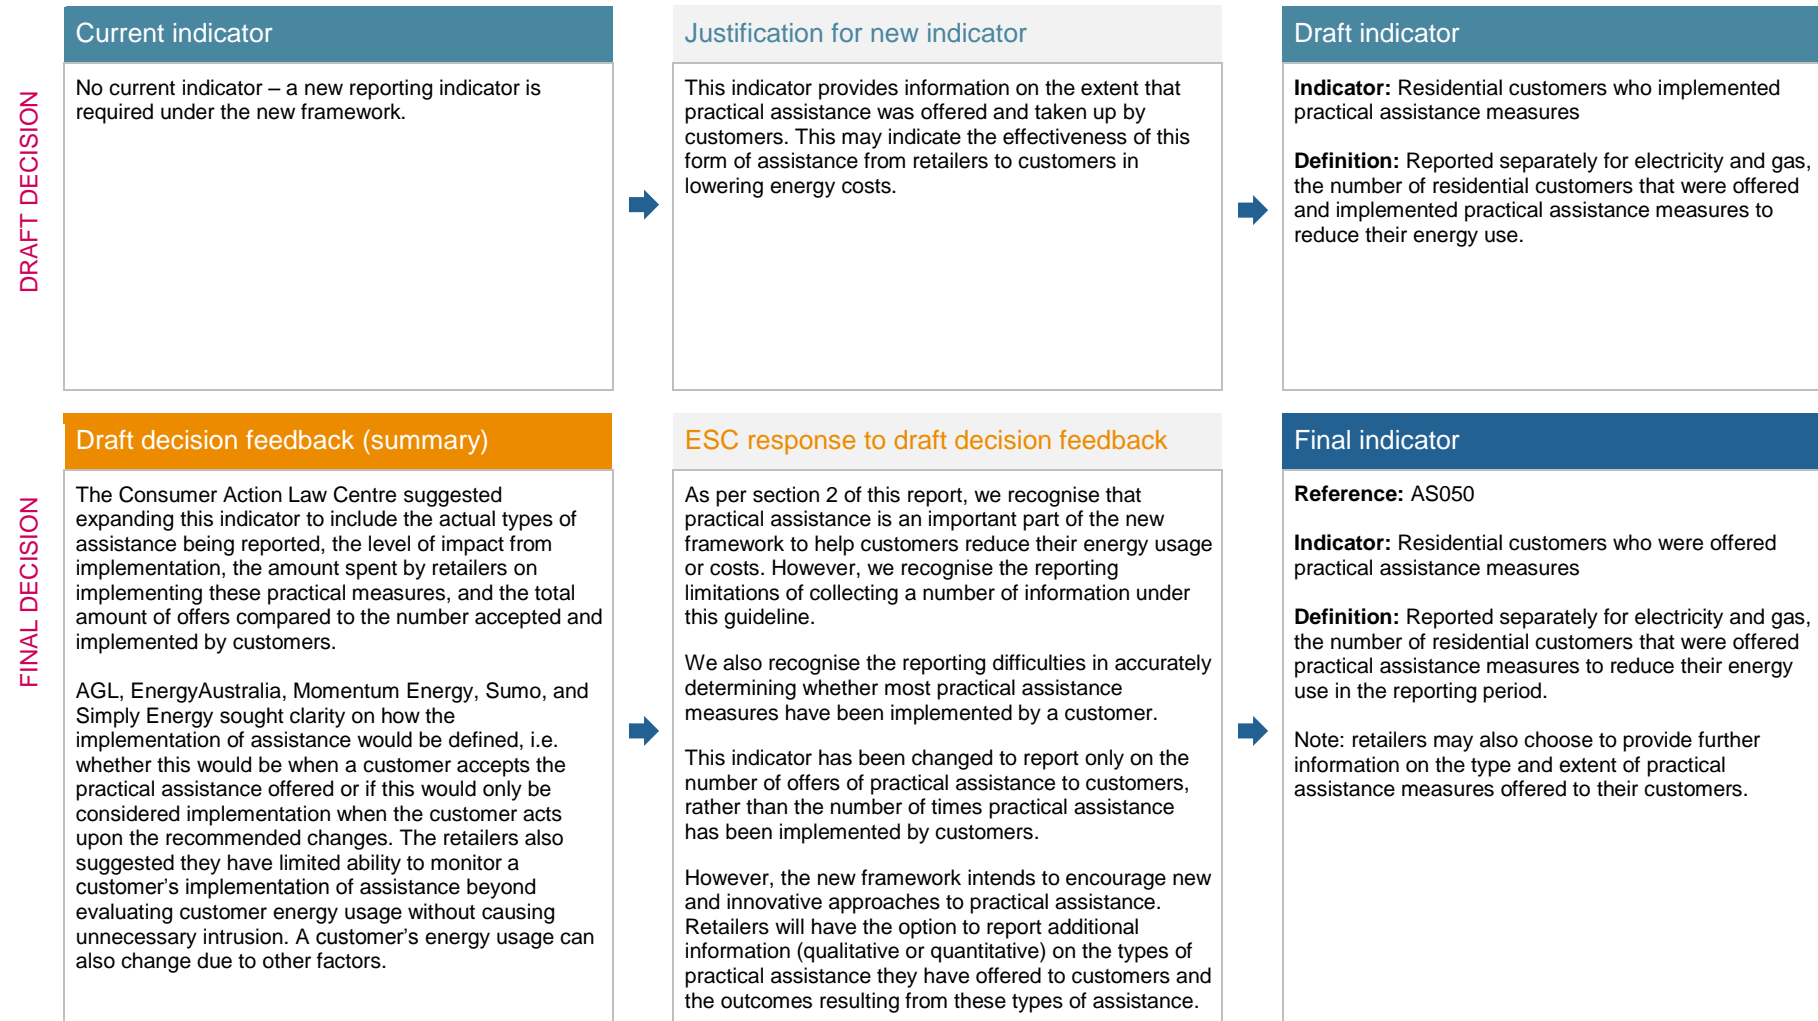 DRAFT DECISION
Current indicator
No current indicator – a new reporting indicator is
required under the new framework.
Justification for new indicator
This indicator provides information on the extent that
practical assistance was offered and taken up by
customers. This may indicate the effectiveness of this
form of assistance from retailers to customers in
lowering energy costs.
Draft indicator
Indicator: Residential customers who implemented
practical assistance measures
Definition: Reported separately for electricity and gas,
the number of residential customers that were offered
and implemented practical assistance measures to
reduce their energy use.
FINAL DECISION
Draft decision feedback (summary)
The Consumer Action Law Centre suggested
expanding this indicator to include the actual types of
assistance being reported, the level of impact from
implementation, the amount spent by retailers on
implementing these practical measures, and the total
amount of offers compared to the number accepted and
implemented by customers.
AGL, EnergyAustralia, Momentum Energy, Sumo, and
Simply Energy sought clarity on how the
implementation of assistance would be defined, i.e.
whether this would be when a customer accepts the
practical assistance offered or if this would only be
considered implementation when the customer acts
upon the recommended changes. The retailers also
suggested they have limited ability to monitor a
customer’s implementation of assistance beyond
evaluating customer energy usage without causing
unnecessary intrusion. A customer’s energy usage can
also change due to other factors.
ESC response to draft decision feedback
As per section 2 of this report, we recognise that
practical assistance is an important part of the new
framework to help customers reduce their energy usage
or costs. However, we recognise the reporting
limitations of collecting a number of information under
this guideline.
We also recognise the reporting difficulties in accurately
determining whether most practical assistance
measures have been implemented by a customer.
This indicator has been changed to report only on the
number of offers of practical assistance to customers,
rather than the number of times practical assistance
has been implemented by customers.
However, the new framework intends to encourage new
and innovative approaches to practical assistance.
Retailers will have the option to report additional
information (qualitative or quantitative) on the types of
practical assistance they have offered to customers and
the outcomes resulting from these types of assistance.
Final indicator
Reference: AS050
Indicator: Residential customers who were offered
practical assistance measures
Definition: Reported separately for electricity and gas,
the number of residential customers that were offered
practical assistance measures to reduce their energy
use in the reporting period.
Note: retailers may also choose to provide further
information on the type and extent of practical
assistance measures offered to their customers.